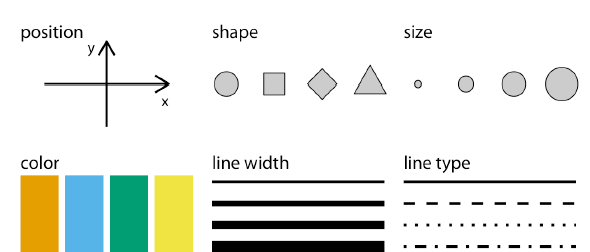 position
shape
size
y
x
color
line width
line type